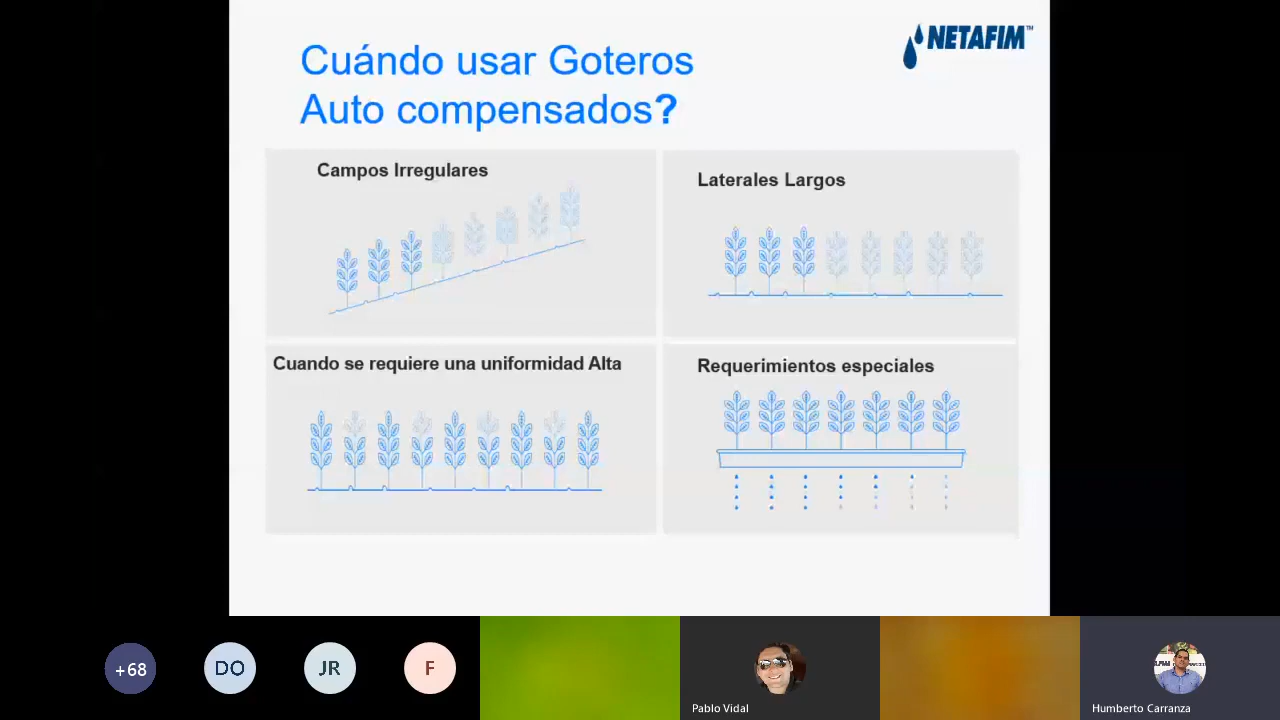 NETAFIM™
Cuándo usar Goteros
Auto compensados?
Campos Irregulares
Laterales Largos
Cuando se requiere una uniformidad Alta
Requerimientos especiales
+68
DO
JR
F
Pablo Vidal
Humberto Carranza